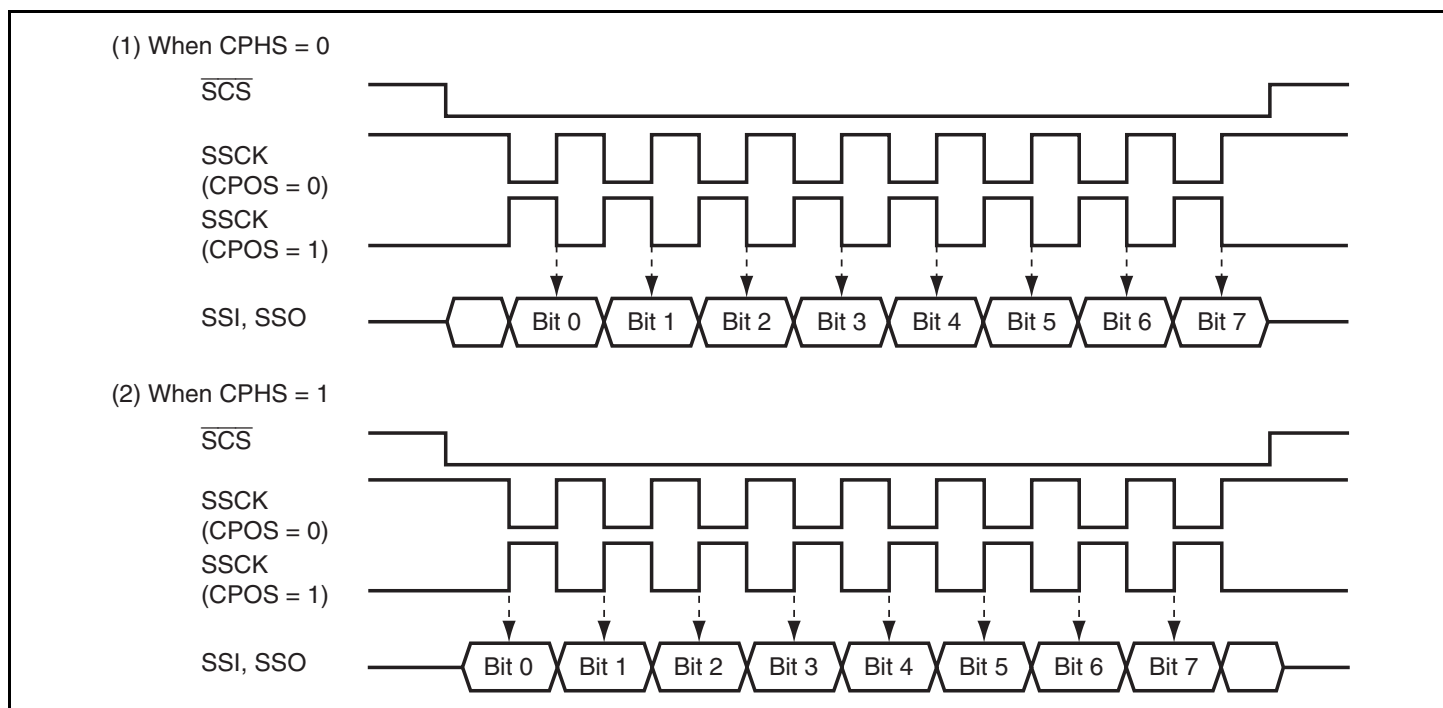 (1) When CPHS = 0
SCS
SSCK
(CPOS = 0)
SSCK
(CPOS = 1)
SSI, SSO
Bit 0 Bit 1 Bit 2 Bit 3 Bit 4 Bit 5 Bit 6 Bit 7
(2) When CPHS = 1
SCS
SSCK
(CPOS = 0)
SSCK
(CPOS = 1)
SSI, SSO
Bit 0 Bit 1 Bit 2 Bit 3 Bit 4 Bit 5 Bit 6 Bit 7